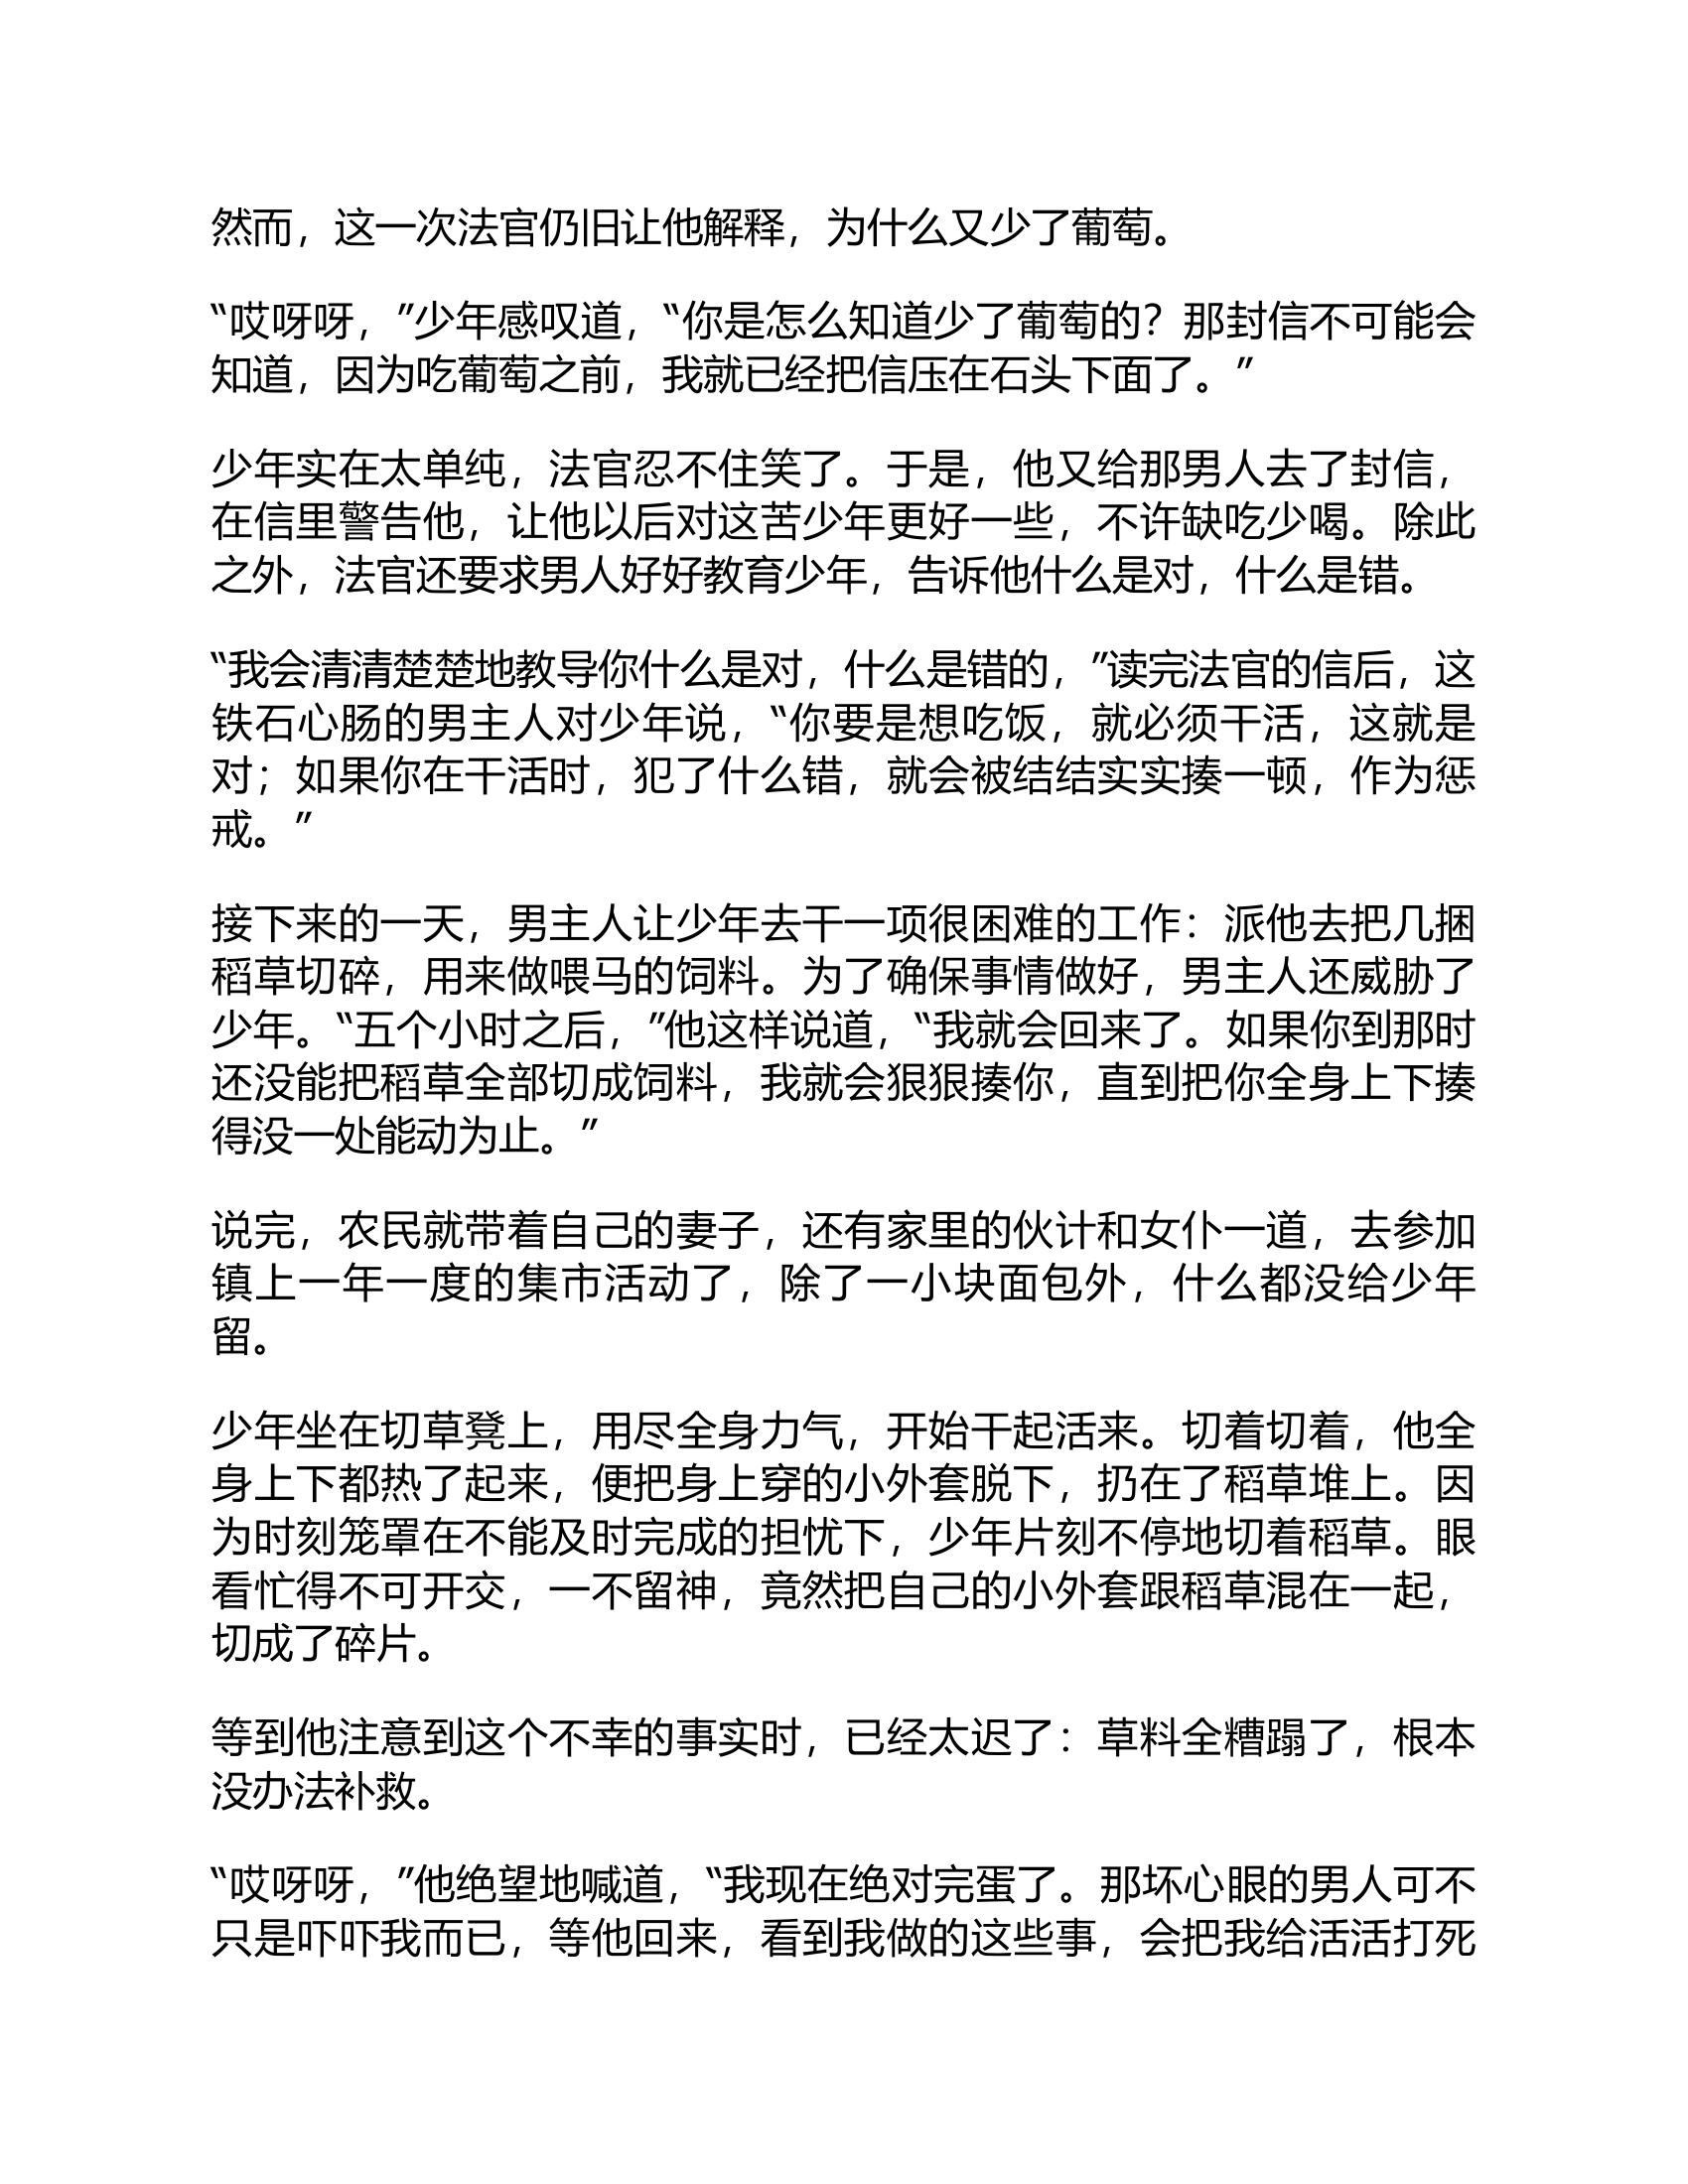 然而，这一次法官仍旧让他解释，为什么又少了葡萄。
“哎呀呀，”少年感叹道，“你是怎么知道少了葡萄的？那封信不可能会
知道，因为吃葡萄之前，我就已经把信压在石头下面了。”
少年实在太单纯，法官忍不住笑了。于是，他又给那男人去了封信，
在信里警告他，让他以后对这苦少年更好一些，不许缺吃少喝。除此
之外，法官还要求男人好好教育少年，告诉他什么是对，什么是错。
“我会清清楚楚地教导你什么是对，什么是错的，”读完法官的信后，这
铁石心肠的男主人对少年说，“你要是想吃饭，就必须干活，这就是
对；如果你在干活时，犯了什么错，就会被结结实实揍一顿，作为惩
戒。”
接下来的一天，男主人让少年去干一项很困难的工作：派他去把几捆
稻草切碎，用来做喂马的饲料。为了确保事情做好，男主人还威胁了
少年。“五个小时之后，”他这样说道，“我就会回来了。如果你到那时
还没能把稻草全部切成饲料，我就会狠狠揍你，直到把你全身上下揍
得没一处能动为止。”
说完，农民就带着自己的妻子，还有家里的伙计和女仆一道，去参加
镇上一年一度的集市活动了，除了一小块面包外，什么都没给少年
留。
少年坐在切草凳上，用尽全身力气，开始干起活来。切着切着，他全
身上下都热了起来，便把身上穿的小外套脱下，扔在了稻草堆上。因
为时刻笼罩在不能及时完成的担忧下，少年片刻不停地切着稻草。眼
看忙得不可开交，一不留神，竟然把自己的小外套跟稻草混在一起，
切成了碎片。
等到他注意到这个不幸的事实时，已经太迟了：草料全糟蹋了，根本
没办法补救。
“哎呀呀，”他绝望地喊道，“我现在绝对完蛋了。那坏心眼的男人可不
只是吓吓我而已，等他回来，看到我做的这些事，会把我给活活打死